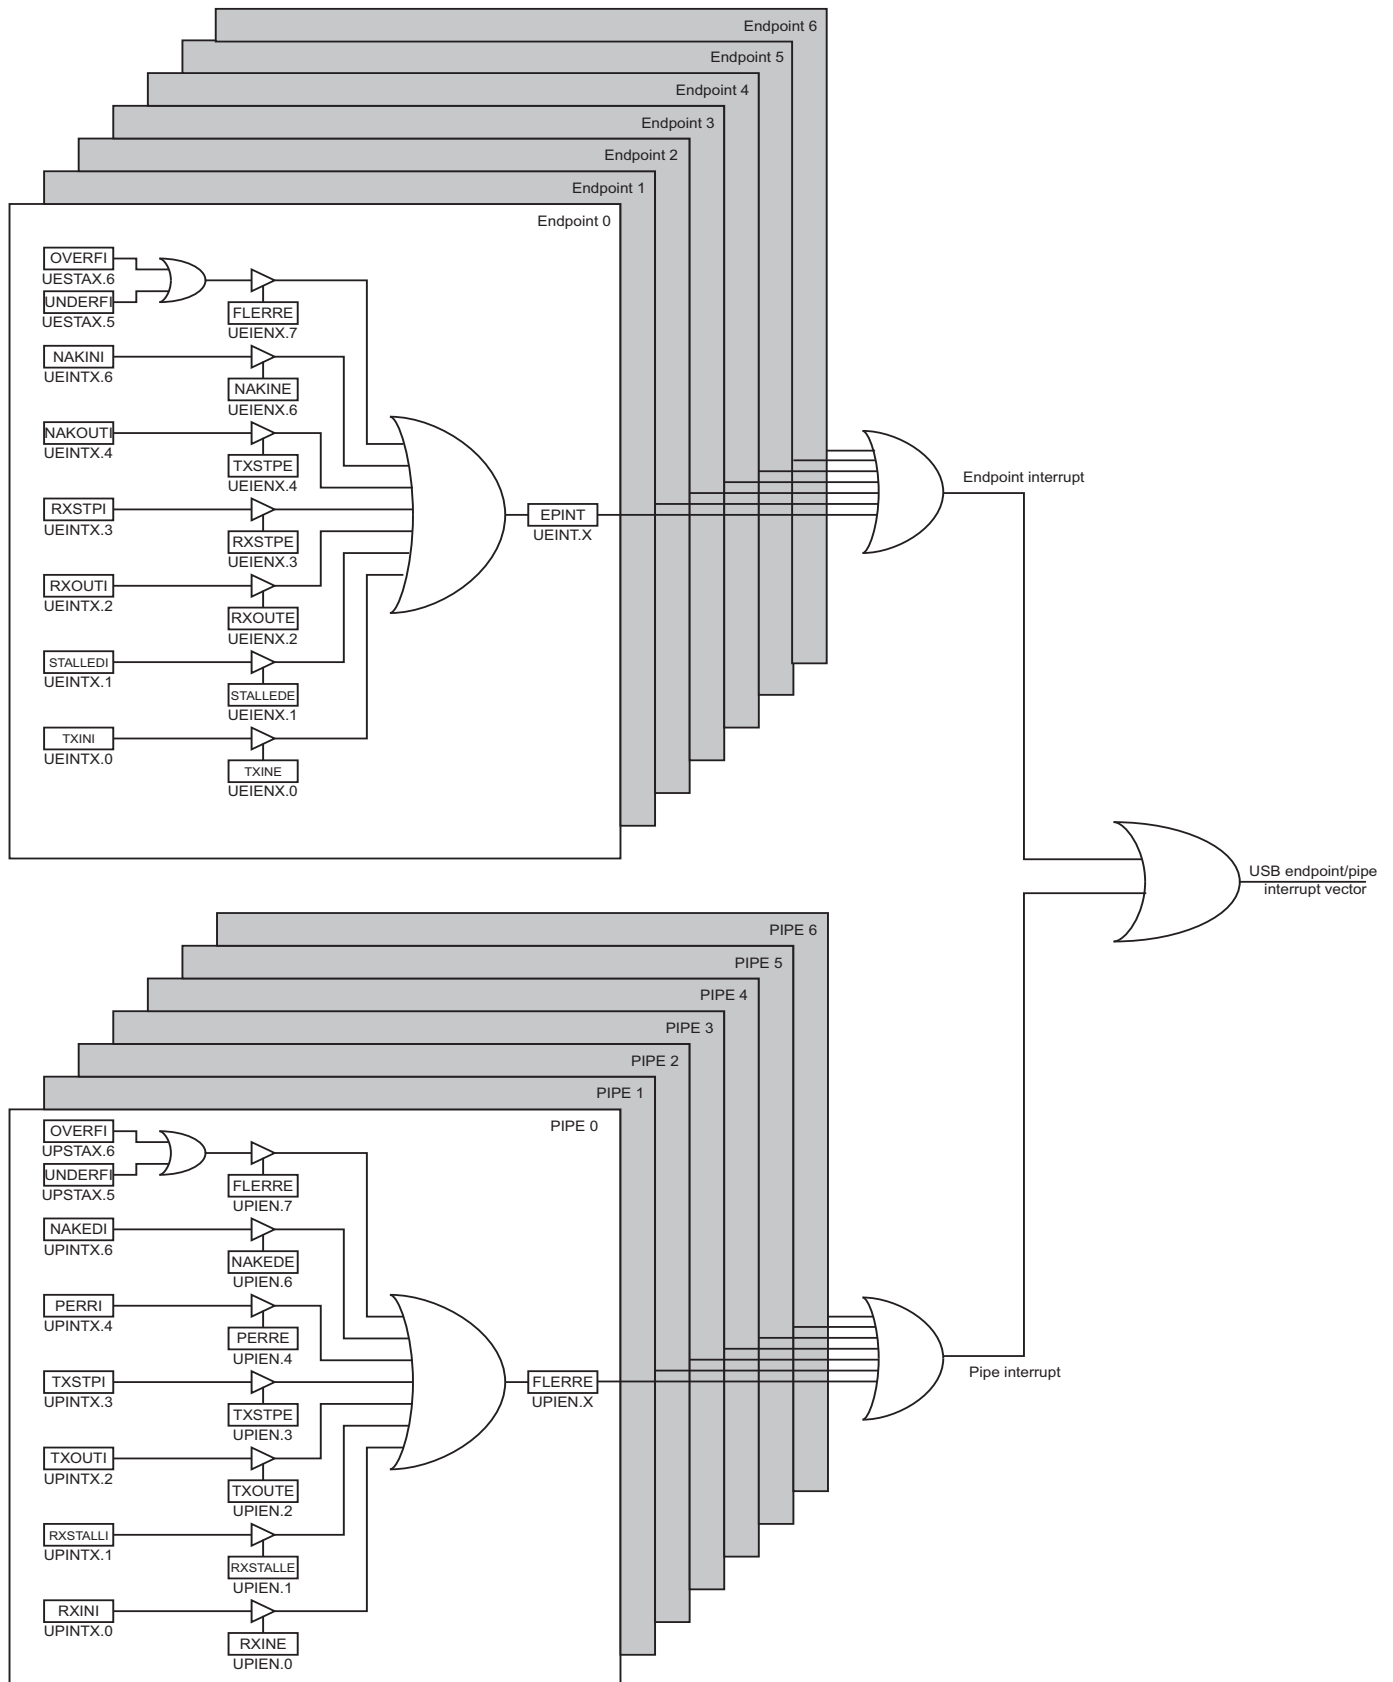 Endpoint 6
Endpoint 5
Endpoint 4
Endpoint 3
Endpoint 2
Endpoint 1
Endpoint 0
OVERFI
UESTAX.6
UNDERFI
UESTAX.5
FLERRE
UEIENX.7
NAKINI
UEINTX.6
NAKINE
UEIENX.6
NAKOUTI
UEINTX.4
TXSTPE
UEIENX.4
RXSTPI
UEINTX.3
RXSTPE
UEIENX.3
RXOUTI
UEINTX.2
RXOUTE
UEIENX.2
STALLEDI
UEINTX.1
STALLEDE
UEIENX.1
TXINI
UEINTX.0
TXINE
UEIENX.0
EPINT
UEINT.X
Endpoint interrupt
USB endpoint/pipe
interrupt vector
PIPE 6
PIPE 5
PIPE 4
PIPE 3
PIPE 2
PIPE 1
PIPE 0
OVERFI
UPSTAX.6
UNDERFI
UPSTAX.5
FLERRE
UPIEN.7
NAKEDI
UPINTX.6
NAKEDE
UPIEN.6
PERRI
UPINTX.4
PERRE
UPIEN.4
TXSTPI
UPINTX.3
TXSTPE
UPIEN.3
TXOUTI
UPINTX.2
TXOUTE
UPIEN.2
RXSTALLI
UPINTX.1
RXSTALLE
UPIEN.1
RXINI
UPINTX.0
RXINE
UPIEN.0
FLERRE
UPIEN.X
Pipe interrupt